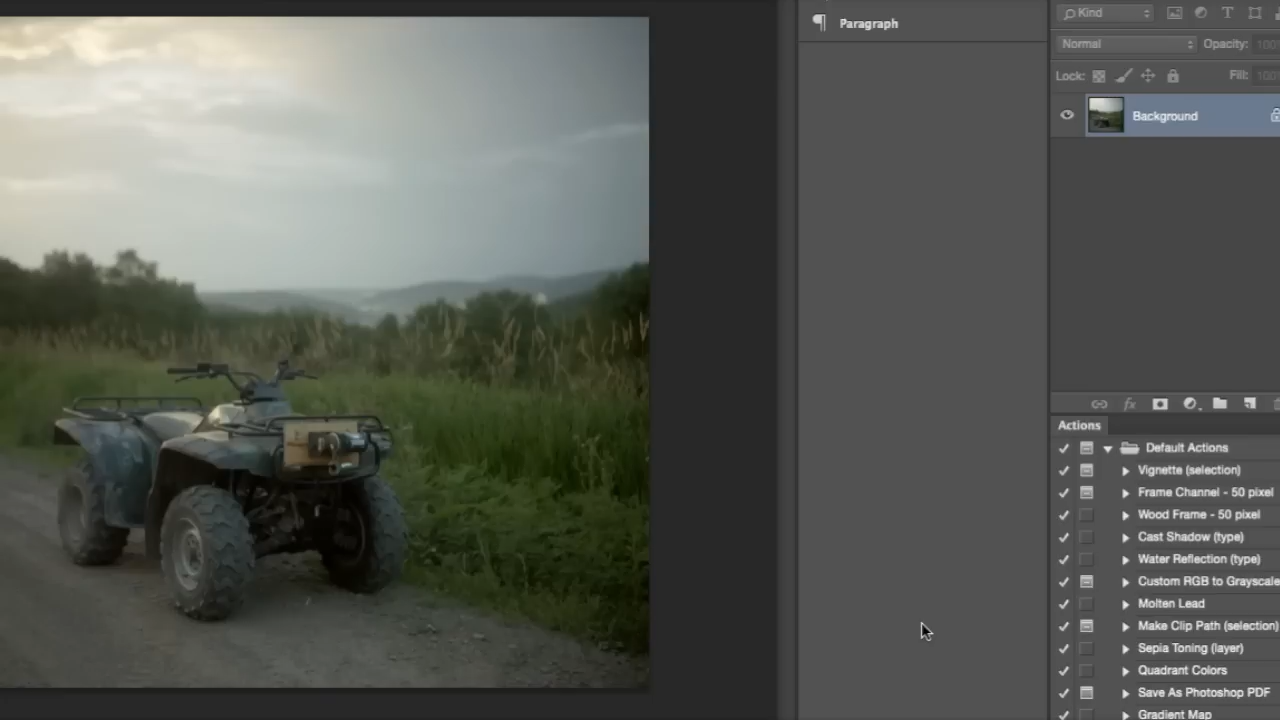 Paragraph
Kind
Normal
Opacity:
Lock:
Fill:
Background
fx
Actions
Default Actions
Vignette (selection)
Frame Channel - 50 pixel
Wood Frame - 50 pixel
Cast Shadow (type)
Water Reflection (type)
Custom RGB to Grayscale
Molten Lead
Make Clip Path (selection)
Sepia Toning (layer)
Quadrant Colors
Save As Photoshop PDF
Gradient Map